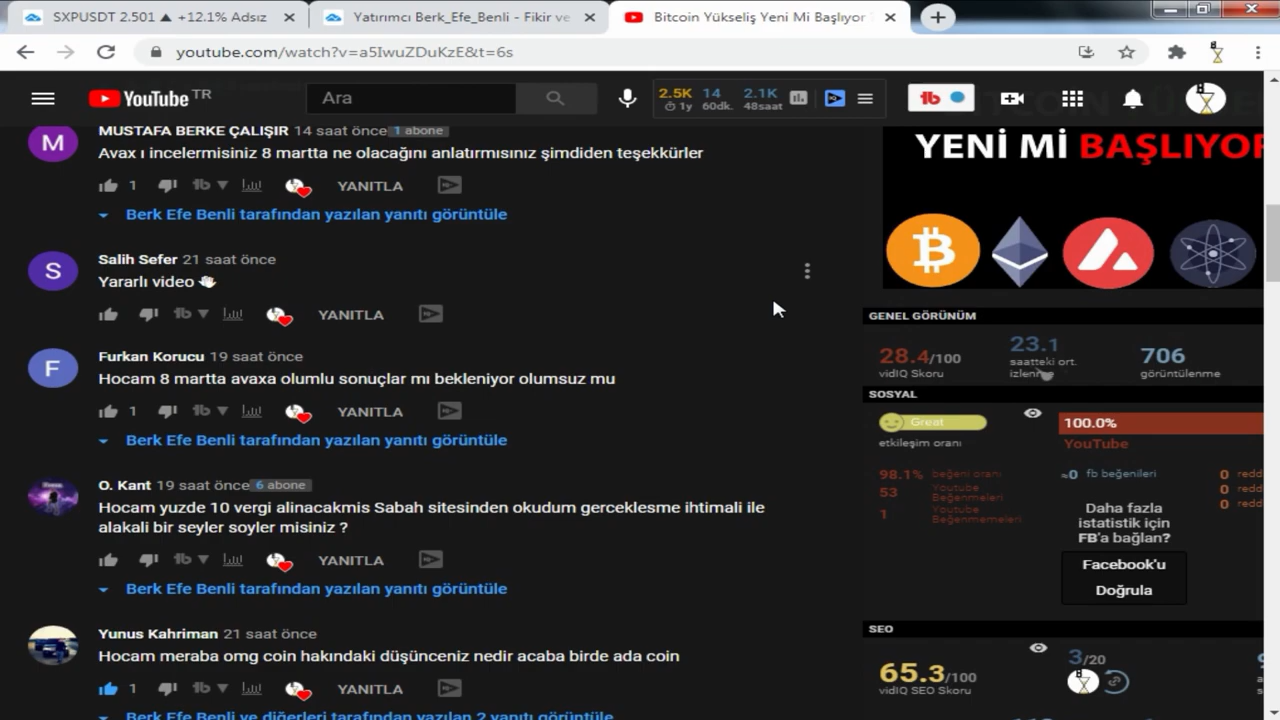 SXPUSDT 2.501 ▲ +12.1% Adsız
Yatırımcı Berk_Efe_Benli - Fikir ve
Bitcoin Yükseliş Yeni Mi Başlıyor
youtube.com/watch?v=a5IwuZDuKzE&t=6s
YouTube TR
Ara
2.5K 14 2.1K
1y 60dk. 48saat
MUSTAFA BERKE ÇALIŞIR 14 saat önce 1 abone
Avax ı incelermisiniz 8 martta ne olacağını anlatırmısınız şimdiden teşekkürler
1 YANITLA
Berk Efe Benli tarafından yazılan yanıtı görüntüle
Salih Sefer 21 saat önce
Yararlı video 👋
YANITLA
Furkan Korucu 19 saat önce
Hocam 8 martta avaxa olumlu sonuçlar mı bekleniyor olumsuz mu
1 YANITLA
Berk Efe Benli tarafından yazılan yanıtı görüntüle
O. Kant 19 saat önce 6 abone
Hocam yuzde 10 vergi alinacakmis Sabah sitesinden okudum gerceklesme ihtimali ile
alakali bir seyler soyler misiniz ?
YANITLA
Berk Efe Benli tarafından yazılan yanıtı görüntüle
Yunus Kahriman 21 saat önce
Hocam meraba omg coin hakındaki düşünceniz nedir acaba birde ada coin
1 YANITLA
Berk Efe Benli ve diğerleri tarafından yazılan 2 yanıtı görüntüle
YENİ Mİ BAŞLIYOR
GENEL GÖRÜNÜM
28.4/100
vidIQ Skoru
23.1
saatteki ort.
izlenme
706
görüntülenme
SOSYAL
Great
etkileşim oranı
98.1% beğeni oranı
53 Youtube
Beğenmeleri
1 Youtube
Beğenmemeleri
100.0%
YouTube
≈0 fb beğenileri
0 redd
0 redd
0 redd
Daha fazla
istatistik için
FB'a bağlan?
Facebook'u
Doğrula
SEO
65.3/100
vidIQ SEO Skoru
3/20